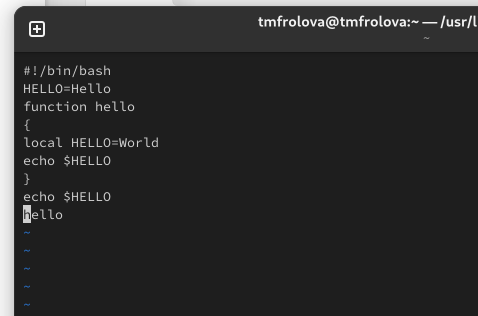 tmfrolova@tmfrolova:~ — /usr/l
~
#!/bin/bash
HELLO=Hello
function hello
{
local HELLO=World
echo $HELLO
}
echo $HELLO
hello
~
~
~
~
~